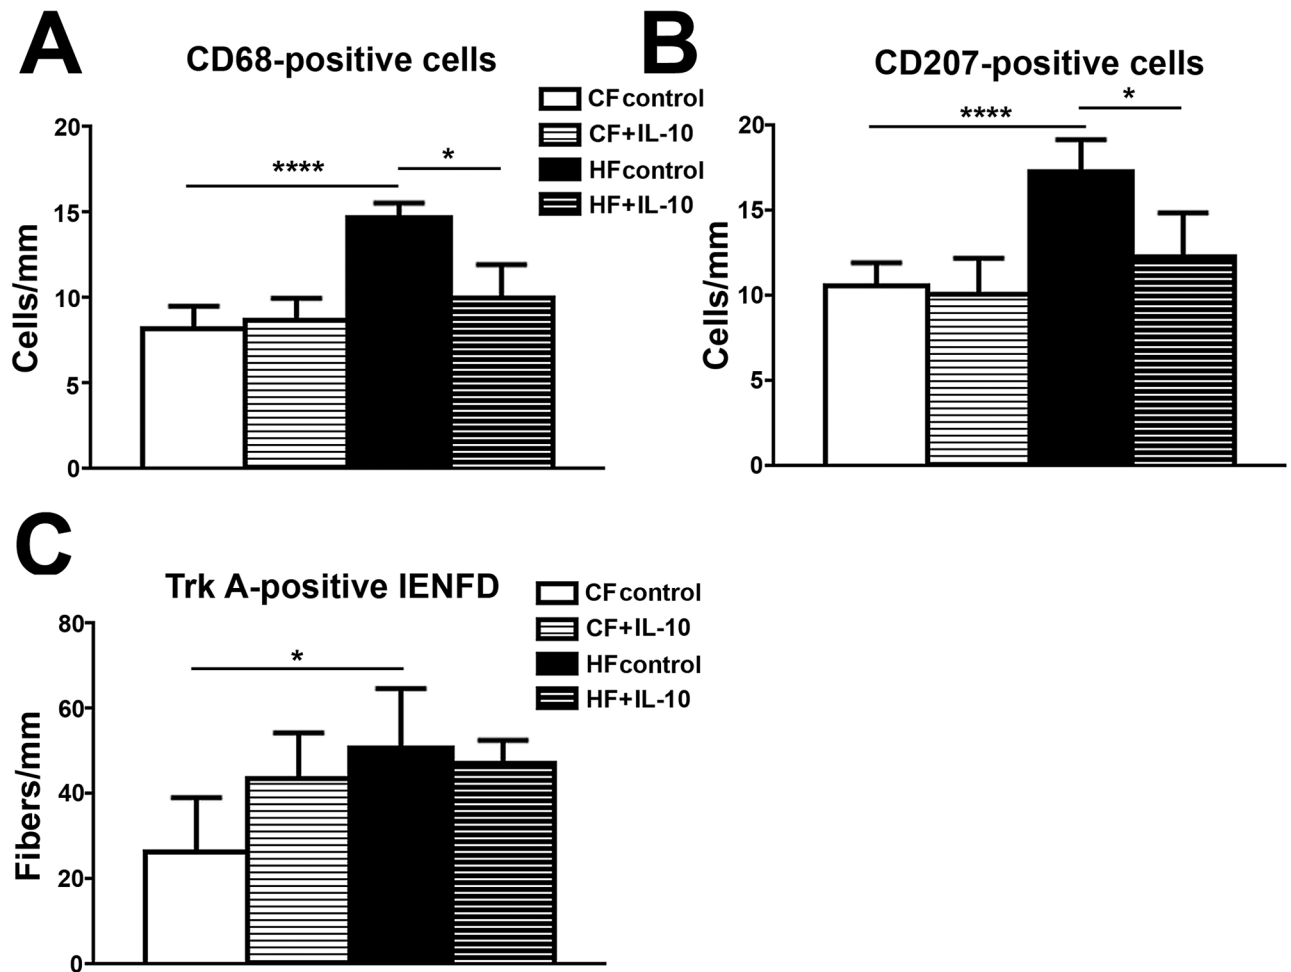 A
CD68-positive cells
CFcontrol
CF+IL-10
HFcontrol
HF+IL-10
Cells/mm
20
15
10
5
0
****
*
B
CD207-positive cells
Cells/mm
20
15
10
5
0
****
*
C
Trk A-positive IENFD
CFcontrol
CF+IL-10
HFcontrol
HF+IL-10
Fibers/mm
80
60
40
20
0
*